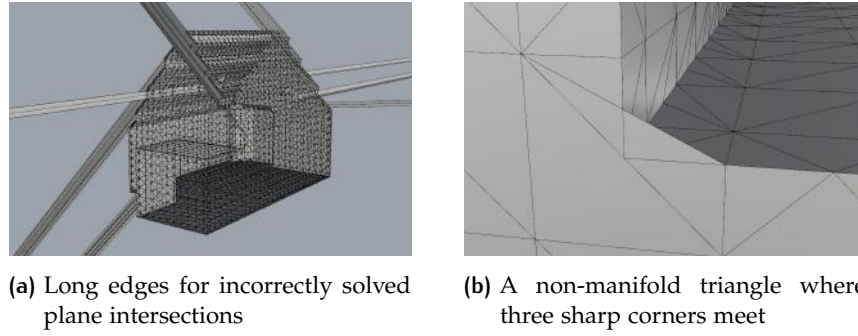 (a) Long edges for incorrectly solved
plane intersections
(b) A non-manifold triangle where
three sharp corners meet